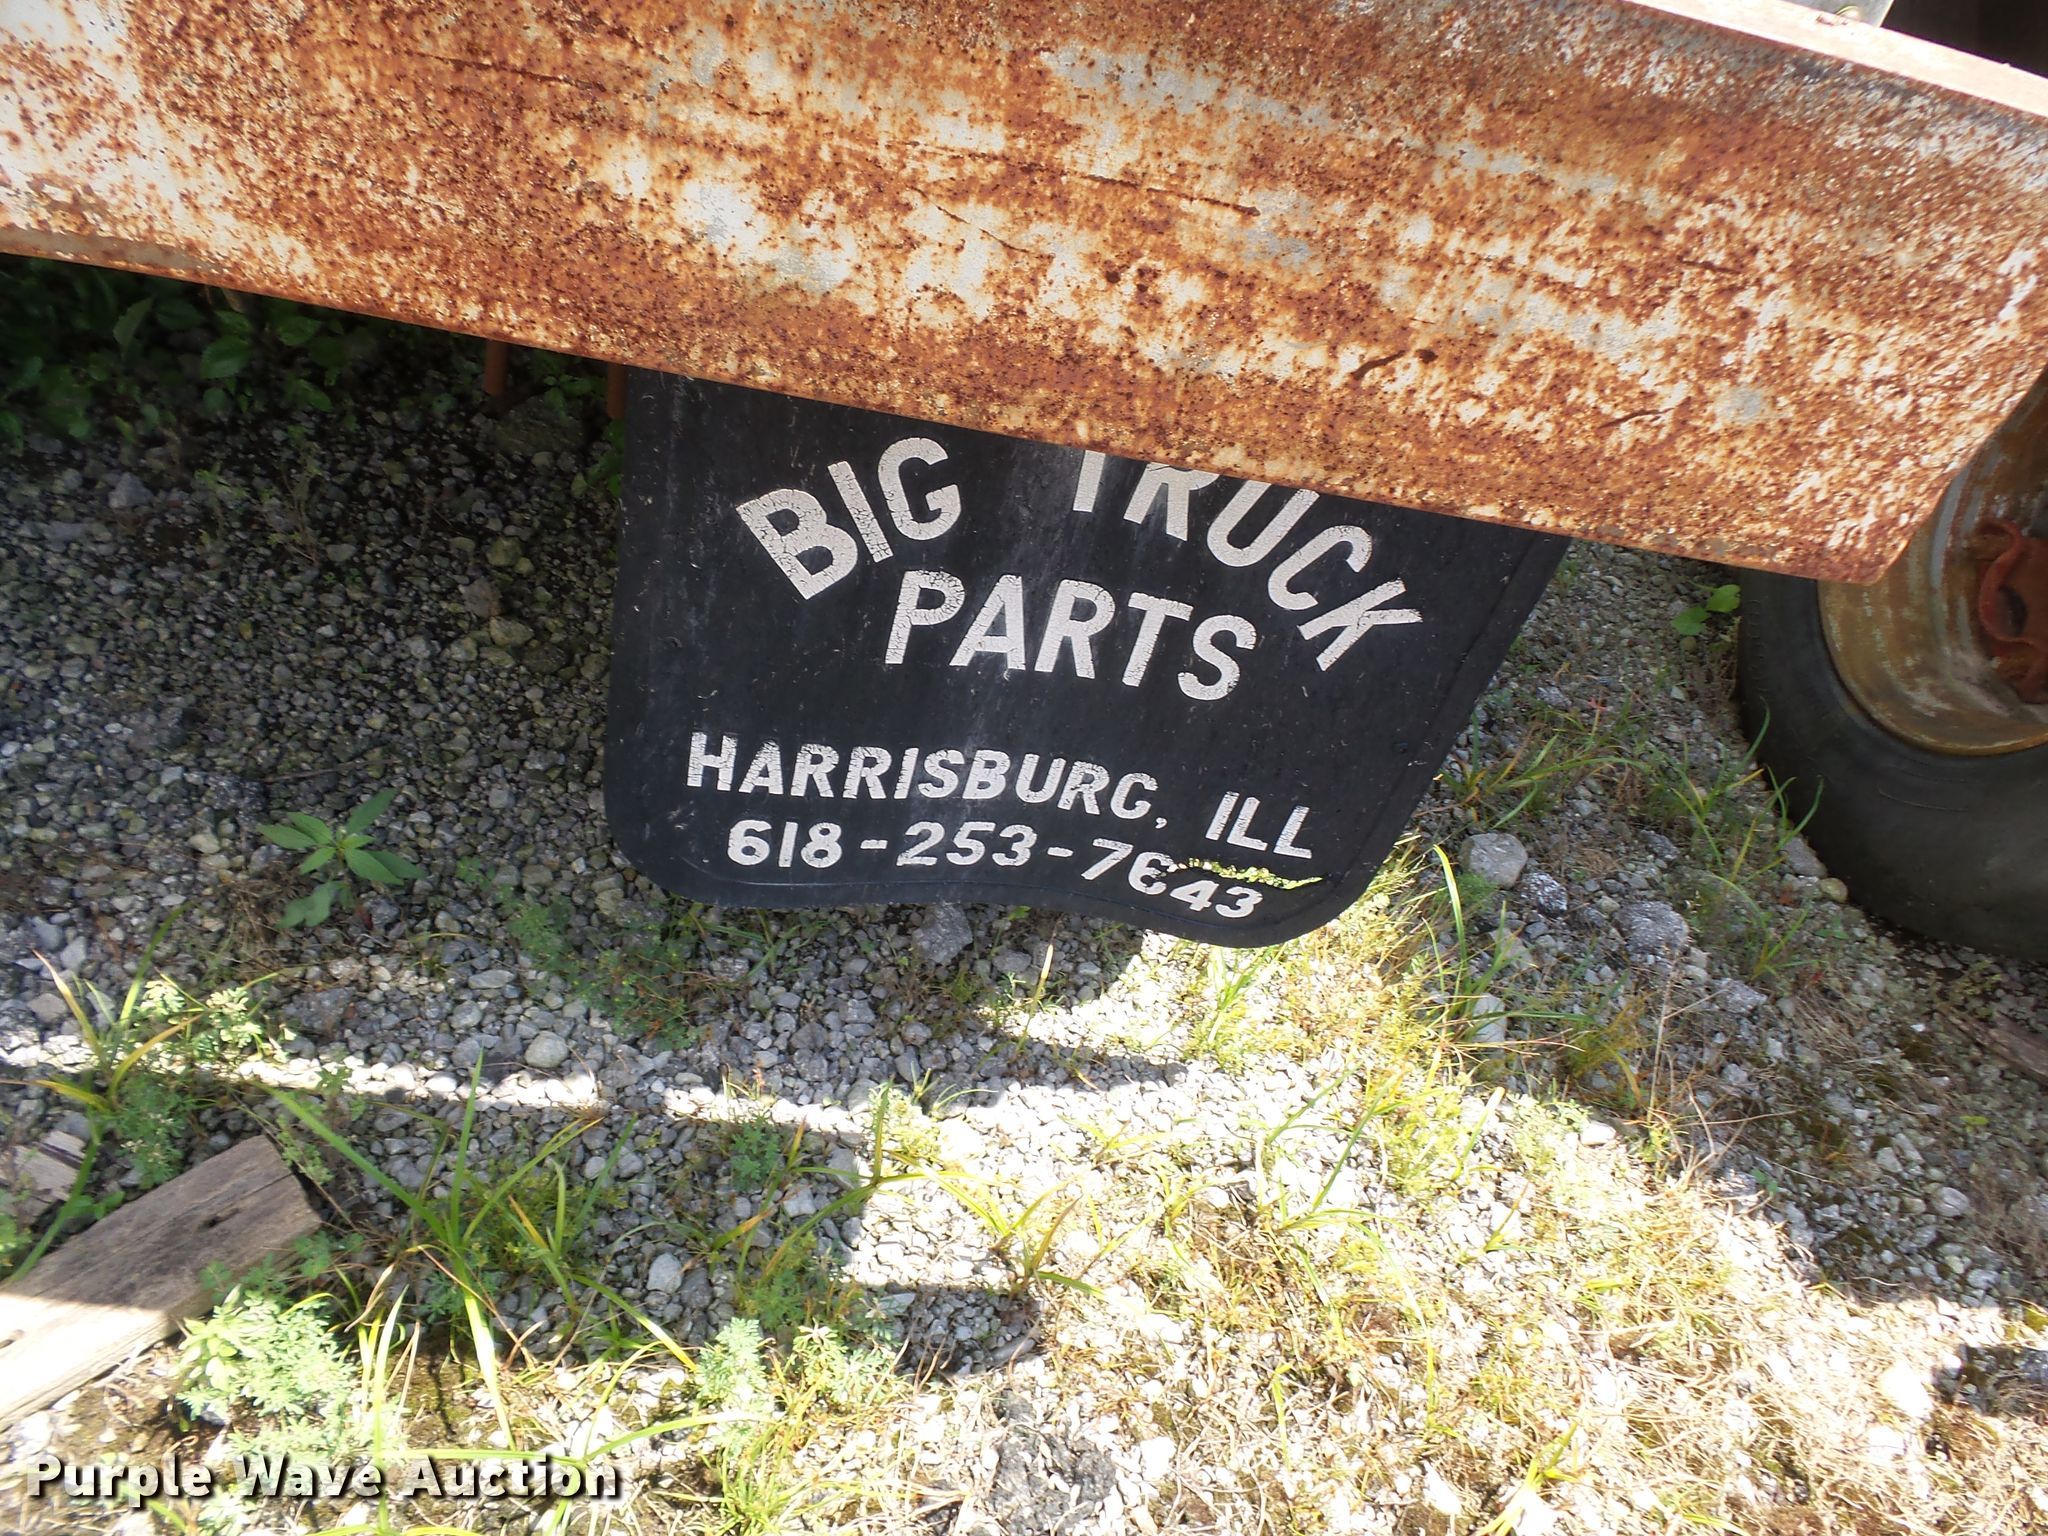 BIG TRUCK
PARTS
HARRISBURG, ILL
618-253-7643
Purple Wave Auction